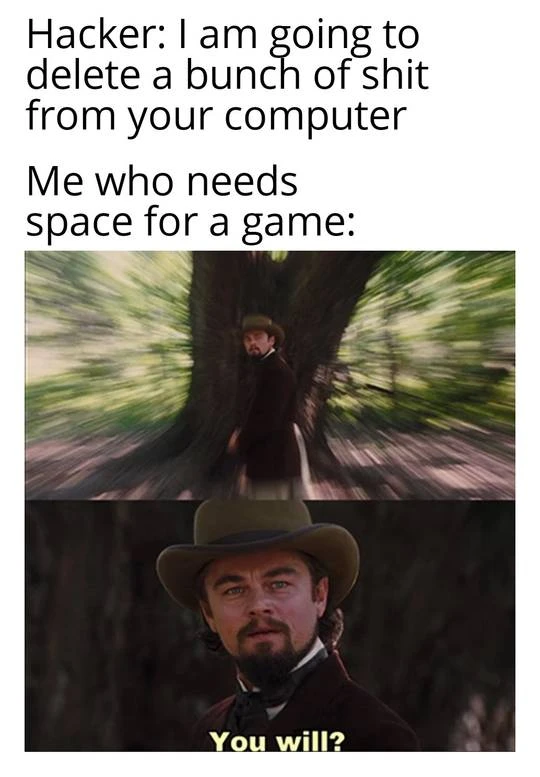 Hacker: I am going to
delete a bunch of shit
from your computer
Me who needs
space for a game:
You will?